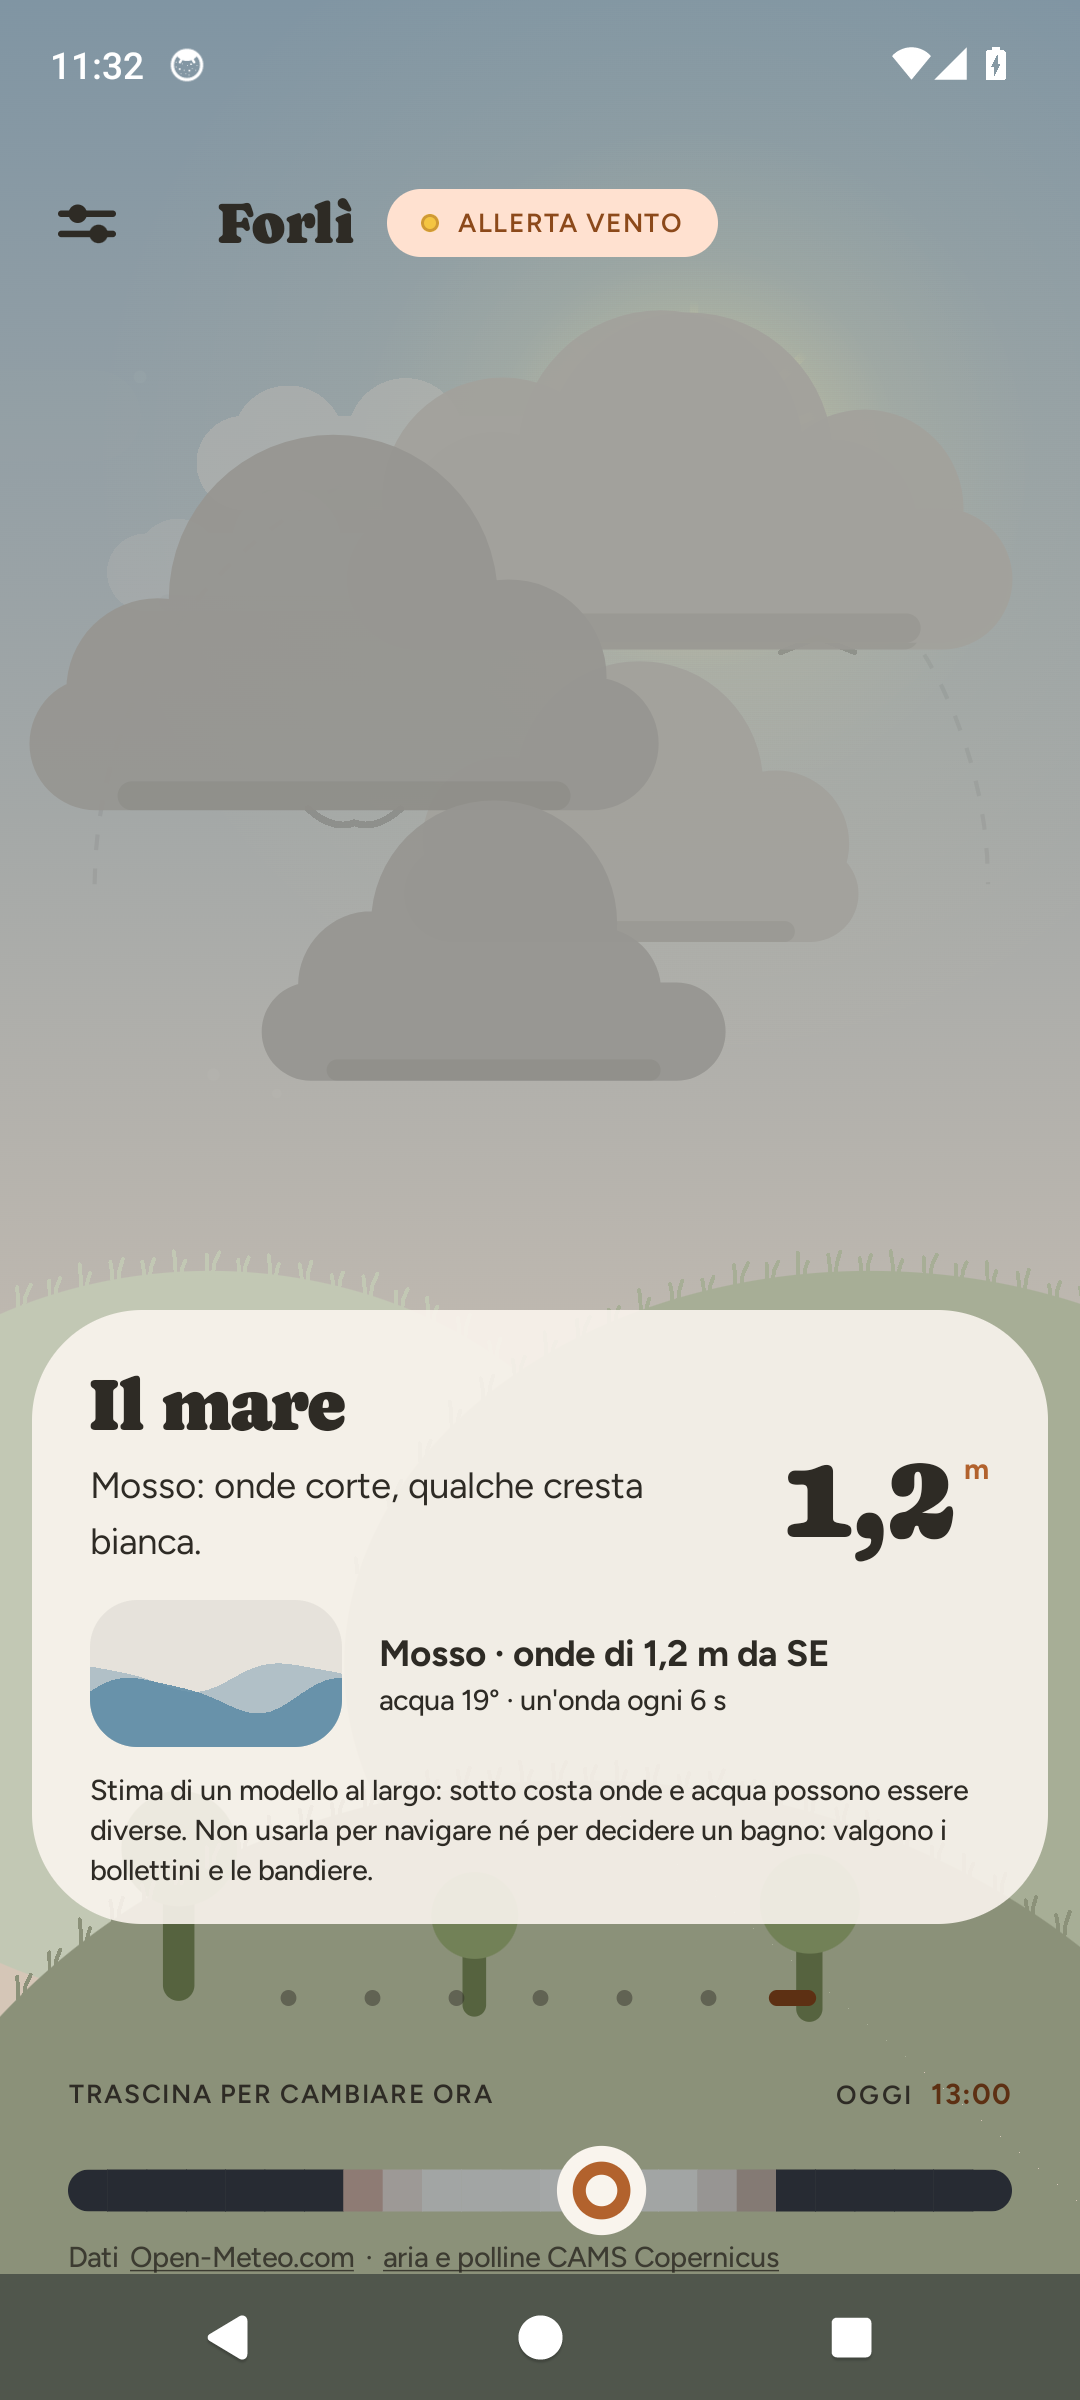 11:32
Forlì
ALLERTA VENTO
Il mare
Mosso: onde corte, qualche cresta
bianca.
1,2 m
Mosso · onde di 1,2 m da SE
acqua 19° · un'onda ogni 6 s
Stima di un modello al largo: sotto costa onde e acqua possono essere
diverse. Non usarla per navigare né per decidere un bagno: valgono i
bollettini e le bandiere.
TRASCINA PER CAMBIARE ORA
OGGI 13:00
Dati Open-Meteo.com · aria e polline CAMS Copernicus